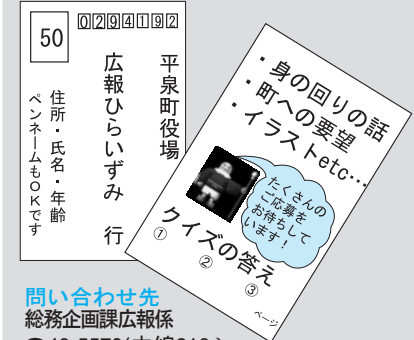 50
0294192
平泉町役場
広報ひらいずみ 行
住所・氏名・年齢
ペンネームもOKです
・身の回りの話
・町への要望
・イラストetc…
たくさんの
ご応募を
お待ちして
います!
クイズの答え
① ② ③
ページ
問い合わせ先
総務企画課広報係